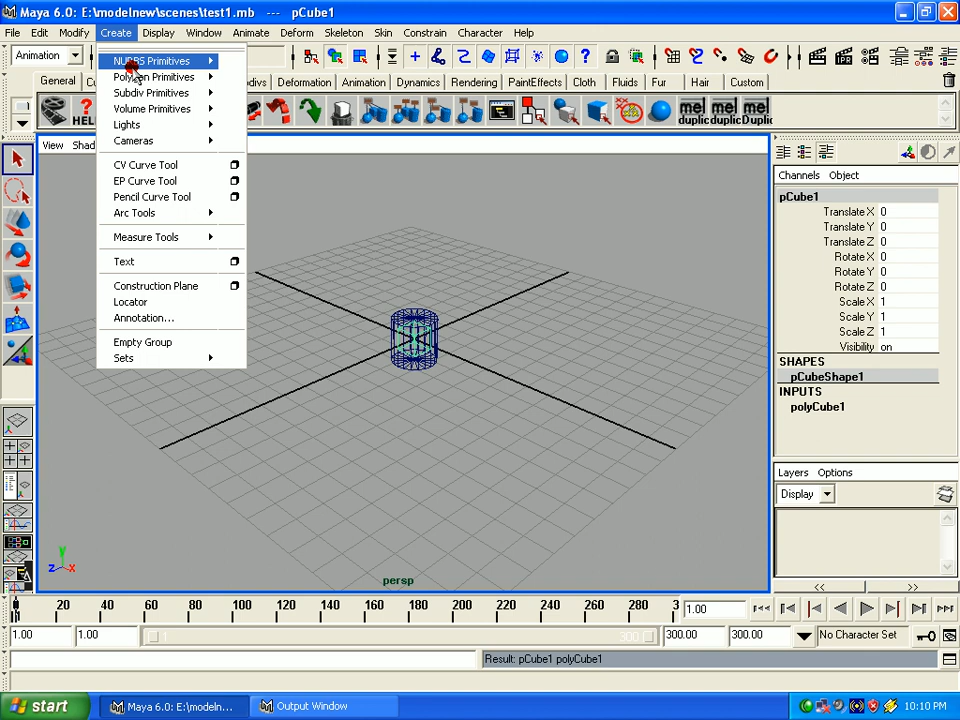 Maya 6.0: E:\modelnew\scenes\test1.mb --- pCube1
File Edit Modify Create Display Window Animate Deform Skeleton Skin Constrain Character Help
Animation
General Deformation Animation Dynamics Rendering PaintEffects Cloth Fluids Fur Hair Custom
HELP
mel duplic mel duplic mel Duplic
View
NURBS Primitives
Polygon Primitives
Subdiv Primitives
Volume Primitives
Lights
Cameras
CV Curve Tool
EP Curve Tool
Pencil Curve Tool
Arc Tools
Measure Tools
Text
Construction Plane
Locator
Annotation...
Empty Group
Sets
persp
y
z x
Channels Object
pCube1
Translate X 0
Translate Y 0
Translate Z 0
Rotate X 0
Rotate Y 0
Rotate Z 0
Scale X 1
Scale Y 1
Scale Z 1
Visibility on
SHAPES
pCubeShape1
INPUTS
polyCube1
Layers Options
Display
<< >>
20 40 60 80 100 120 140 160 180 200 220 240 260 280 3
1.00
1.00 1.00 1 300 300.00 300.00 No Character Set
Result: pCube1 polyCube1
start Maya 6.0: E:\modeln... Output Window 10:10 PM